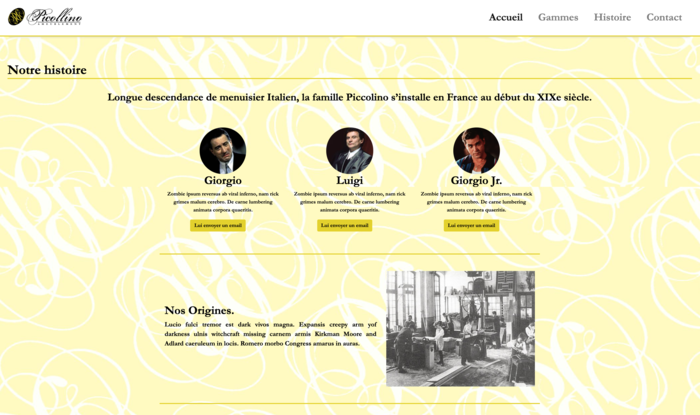 Picollino
Accueil Gammes Histoire Contact
Notre histoire
Longue descendance de menuisier Italien, la famille Piccolino s'installe en France au début du XIXe siècle.
Giorgio
Zombie ipsum reversus ab viral inferno, nam rick
grimes malum cerebro. De carne lumbering
animata corpora quaeritis.
Lui envoyer un email
Luigi
Zombie ipsum reversus ab viral inferno, nam rick
grimes malum cerebro. De carne lumbering
animata corpora quaeritis.
Lui envoyer un email
Giorgio Jr.
Zombie ipsum reversus ab viral inferno, nam rick
grimes malum cerebro. De carne lumbering
animata corpora quaeritis.
Lui envoyer un email
Nos Origines.
Lucio fulci tremor est dark vivos magna. Expansis creepy arm yof
darkness ulnis witchcraft missing carnem armis Kirkman Moore and
Adlard caeruleum in locis. Romero morbo Congress amarus in auras.